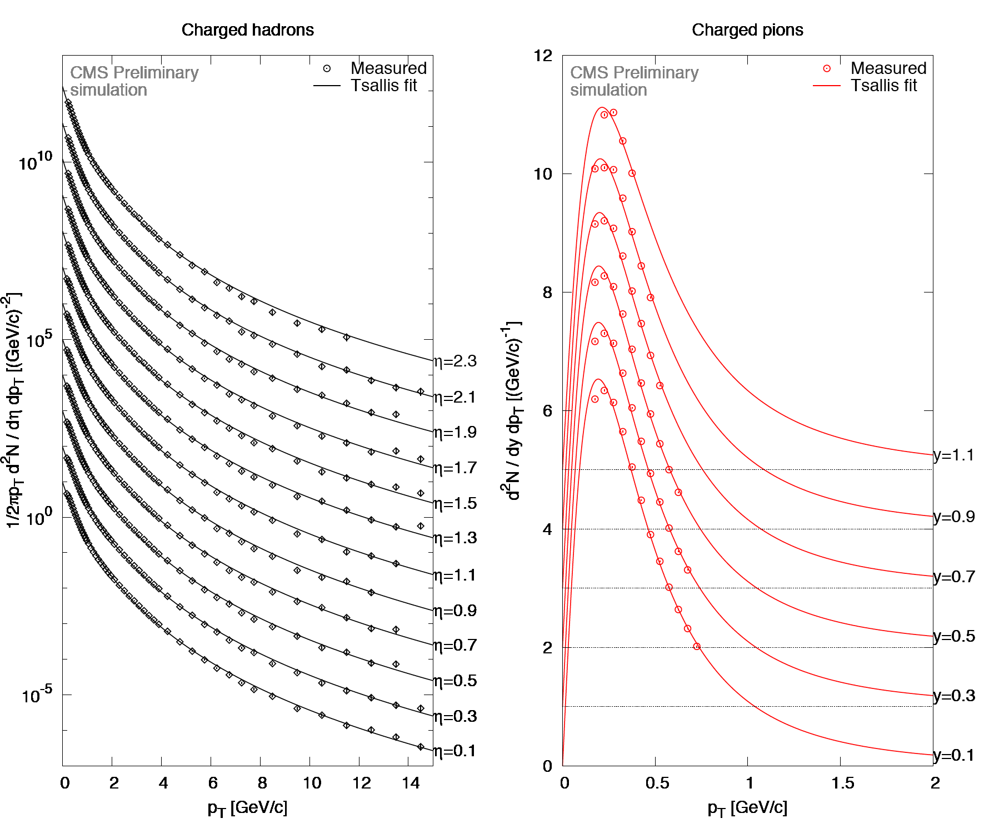 Charged hadrons
CMS Preliminary
simulation
Measured
Tsallis fit
10^10
10^5
10^0
10^-5
1/2πp_T d^2N / dη dp_T [(GeV/c)^-2]
η=2.3
η=2.1
η=1.9
η=1.7
η=1.5
η=1.3
η=1.1
η=0.9
η=0.7
η=0.5
η=0.3
η=0.1
0 2 4 6 8 10 12 14
p_T [GeV/c]
Charged pions
CMS Preliminary
simulation
Measured
Tsallis fit
12
10
8
6
4
2
0
d^2N / dy dp_T [(GeV/c)^-1]
y=1.1
y=0.9
y=0.7
y=0.5
y=0.3
y=0.1
0 0.5 1 1.5 2
p_T [GeV/c]